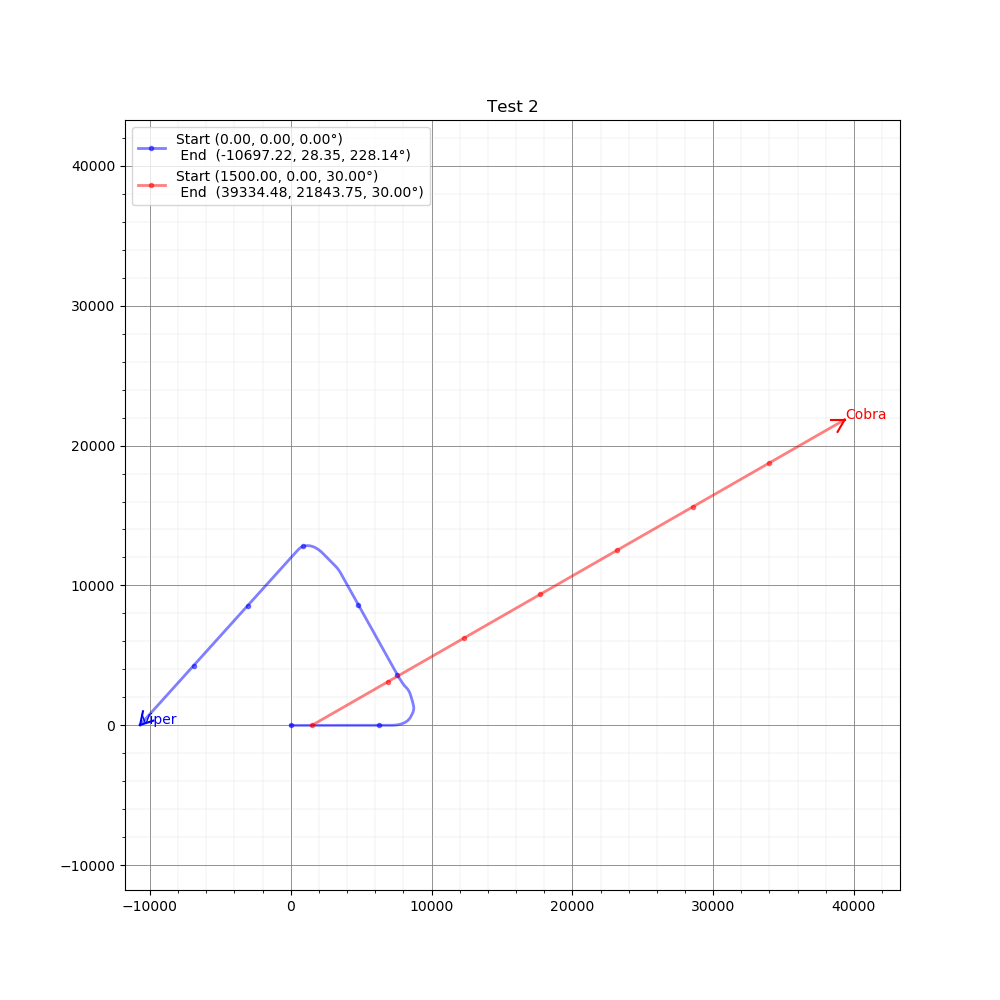 Test 2
Start (0.00, 0.00, 0.00°)
End (-10697.22, 28.35, 228.14°)
Start (1500.00, 0.00, 30.00°)
End (39334.48, 21843.75, 30.00°)
40000
30000
20000
10000
0
−10000
Cobra
Viper
−10000 0 10000 20000 30000 40000